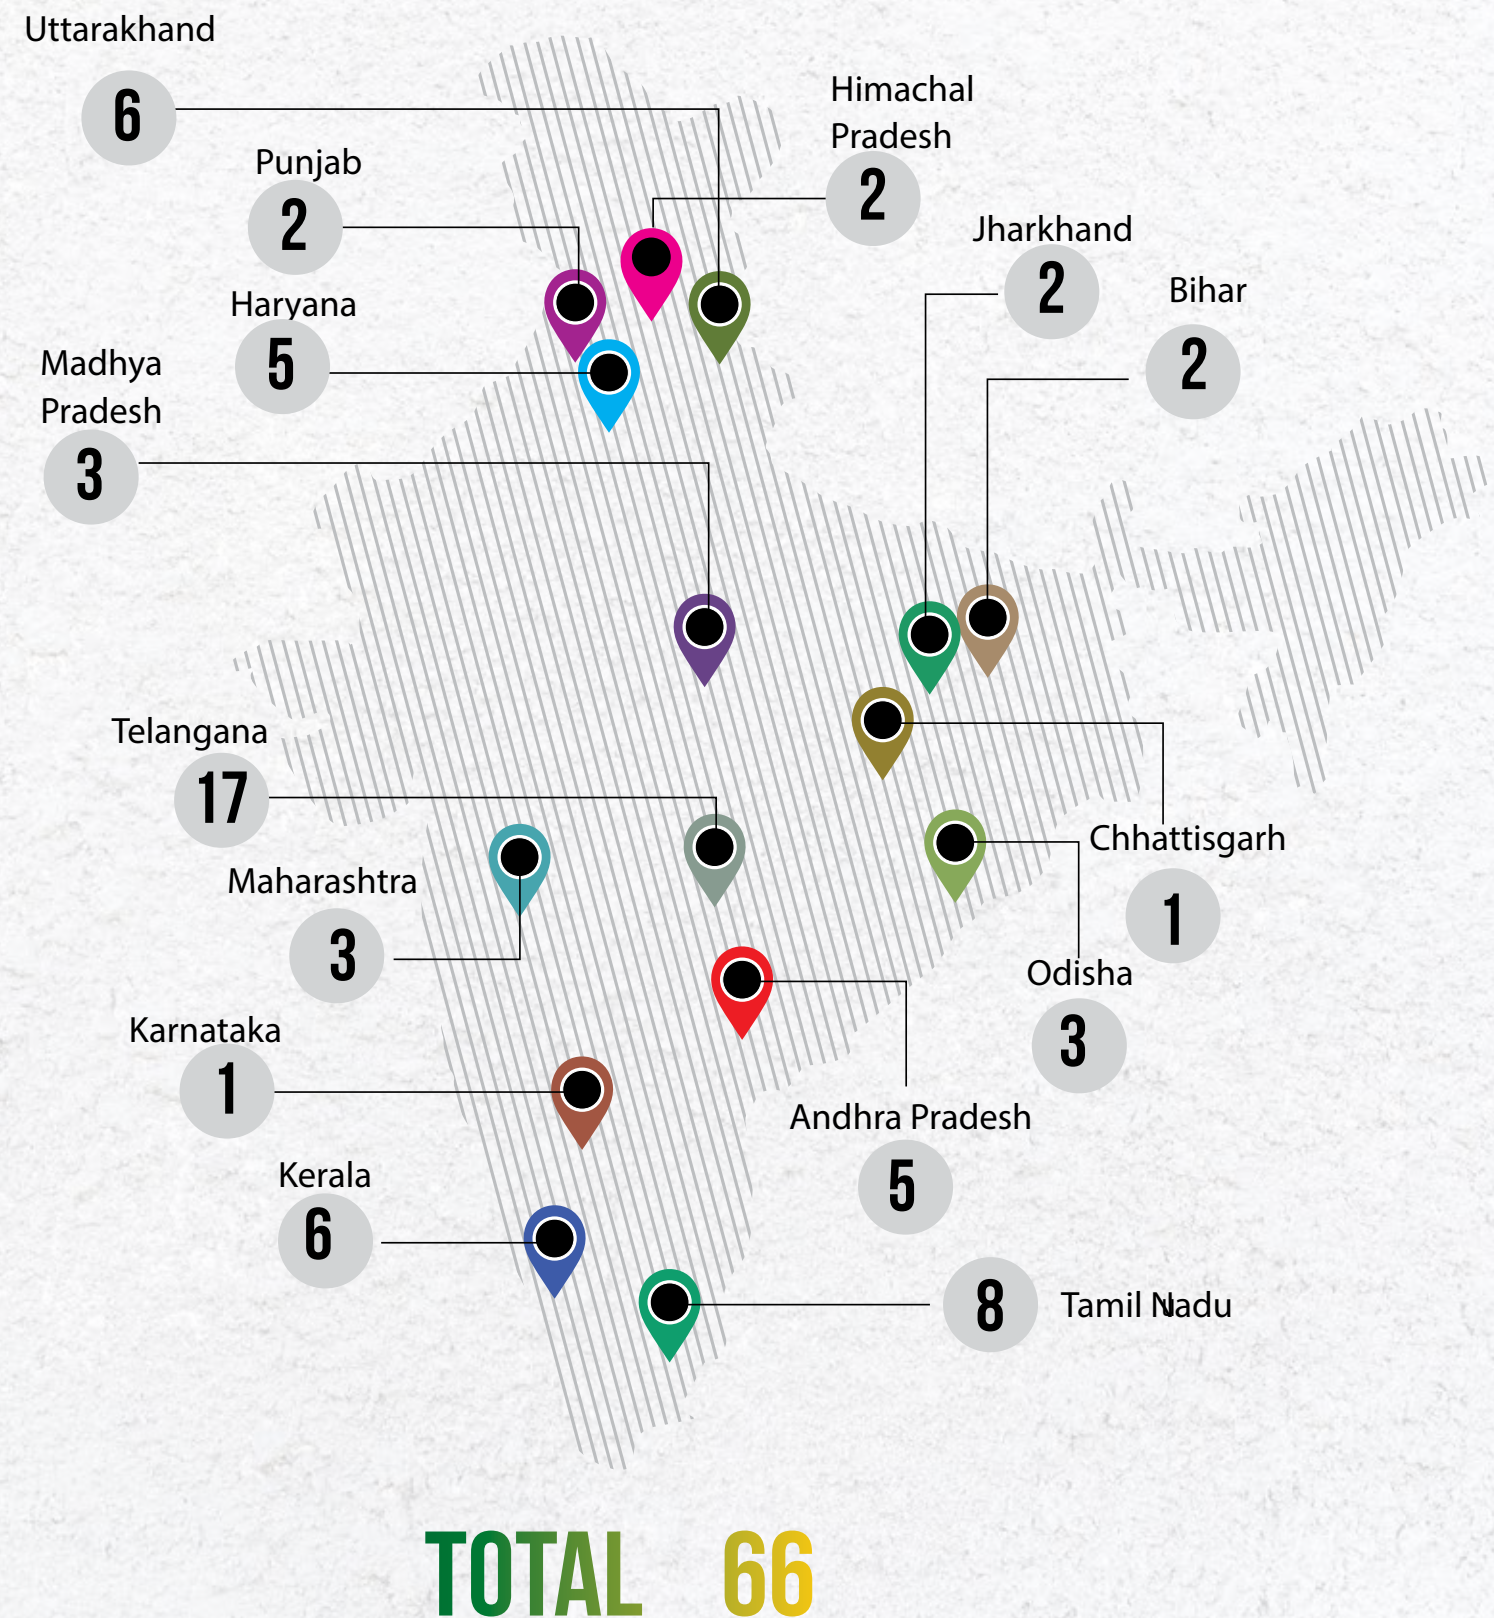 Uttarakhand
6
Himachal
Pradesh
2
Punjab
2
Jharkhand
2
Bihar
2
Haryana
5
Madhya
Pradesh
3
Telangana
17
Chhattisgarh
1
Maharashtra
3
Odisha
3
Karnataka
1
Andhra Pradesh
5
Kerala
6
8 Tamil Nadu
TOTAL 66